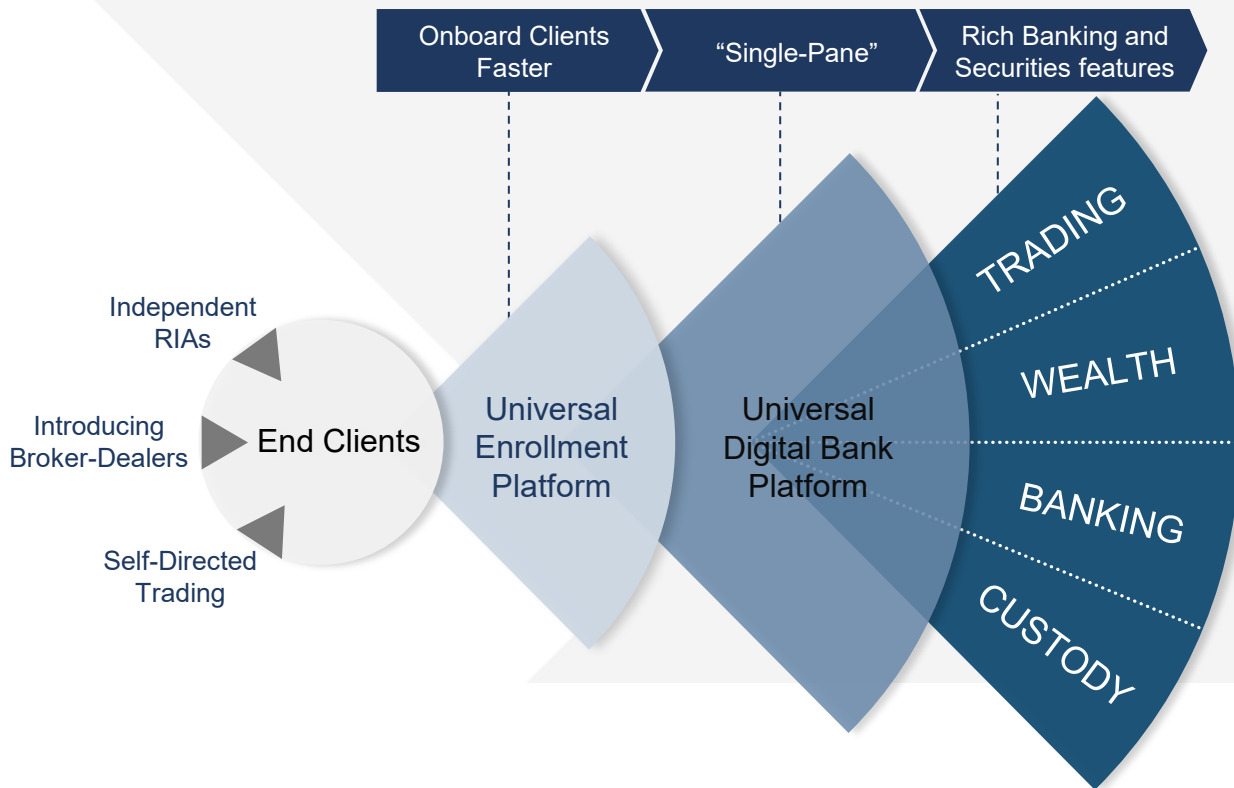 Onboard Clients
Faster
“Single-Pane”
Rich Banking and
Securities features
Independent
RIAs
Introducing
Broker-Dealers
Self-Directed
Trading
End Clients
Universal
Enrollment
Platform
Universal
Digital Bank
Platform
TRADING
WEALTH
BANKING
CUSTODY